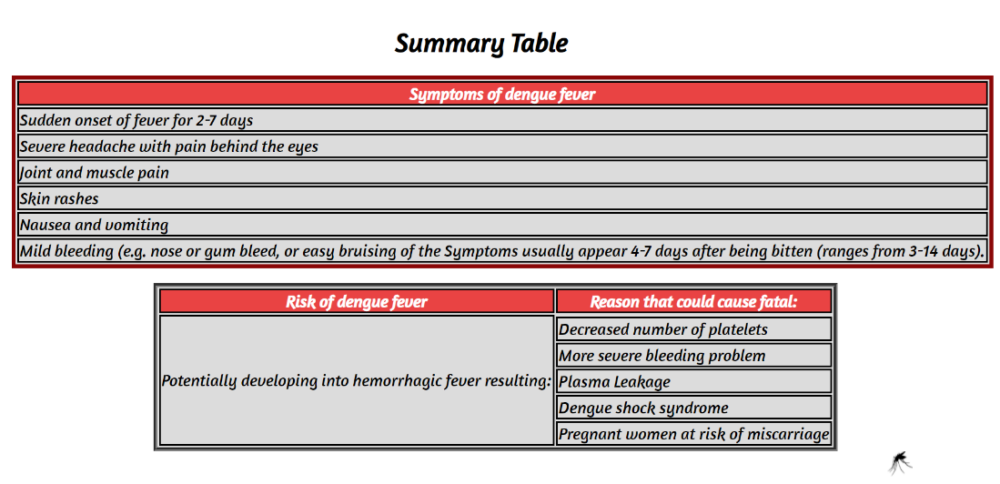 Summary Table
Symptoms of dengue fever
Sudden onset of fever for 2-7 days
Severe headache with pain behind the eyes
Joint and muscle pain
Skin rashes
Nausea and vomiting
Mild bleeding (e.g. nose or gum bleed, or easy bruising of the Symptoms usually appear 4-7 days after being bitten (ranges from 3-14 days).
Risk of dengue fever
Reason that could cause fatal:
Potentially developing into hemorrhagic fever resulting:
Decreased number of platelets
More severe bleeding problem
Plasma Leakage
Dengue shock syndrome
Pregnant women at risk of miscarriage